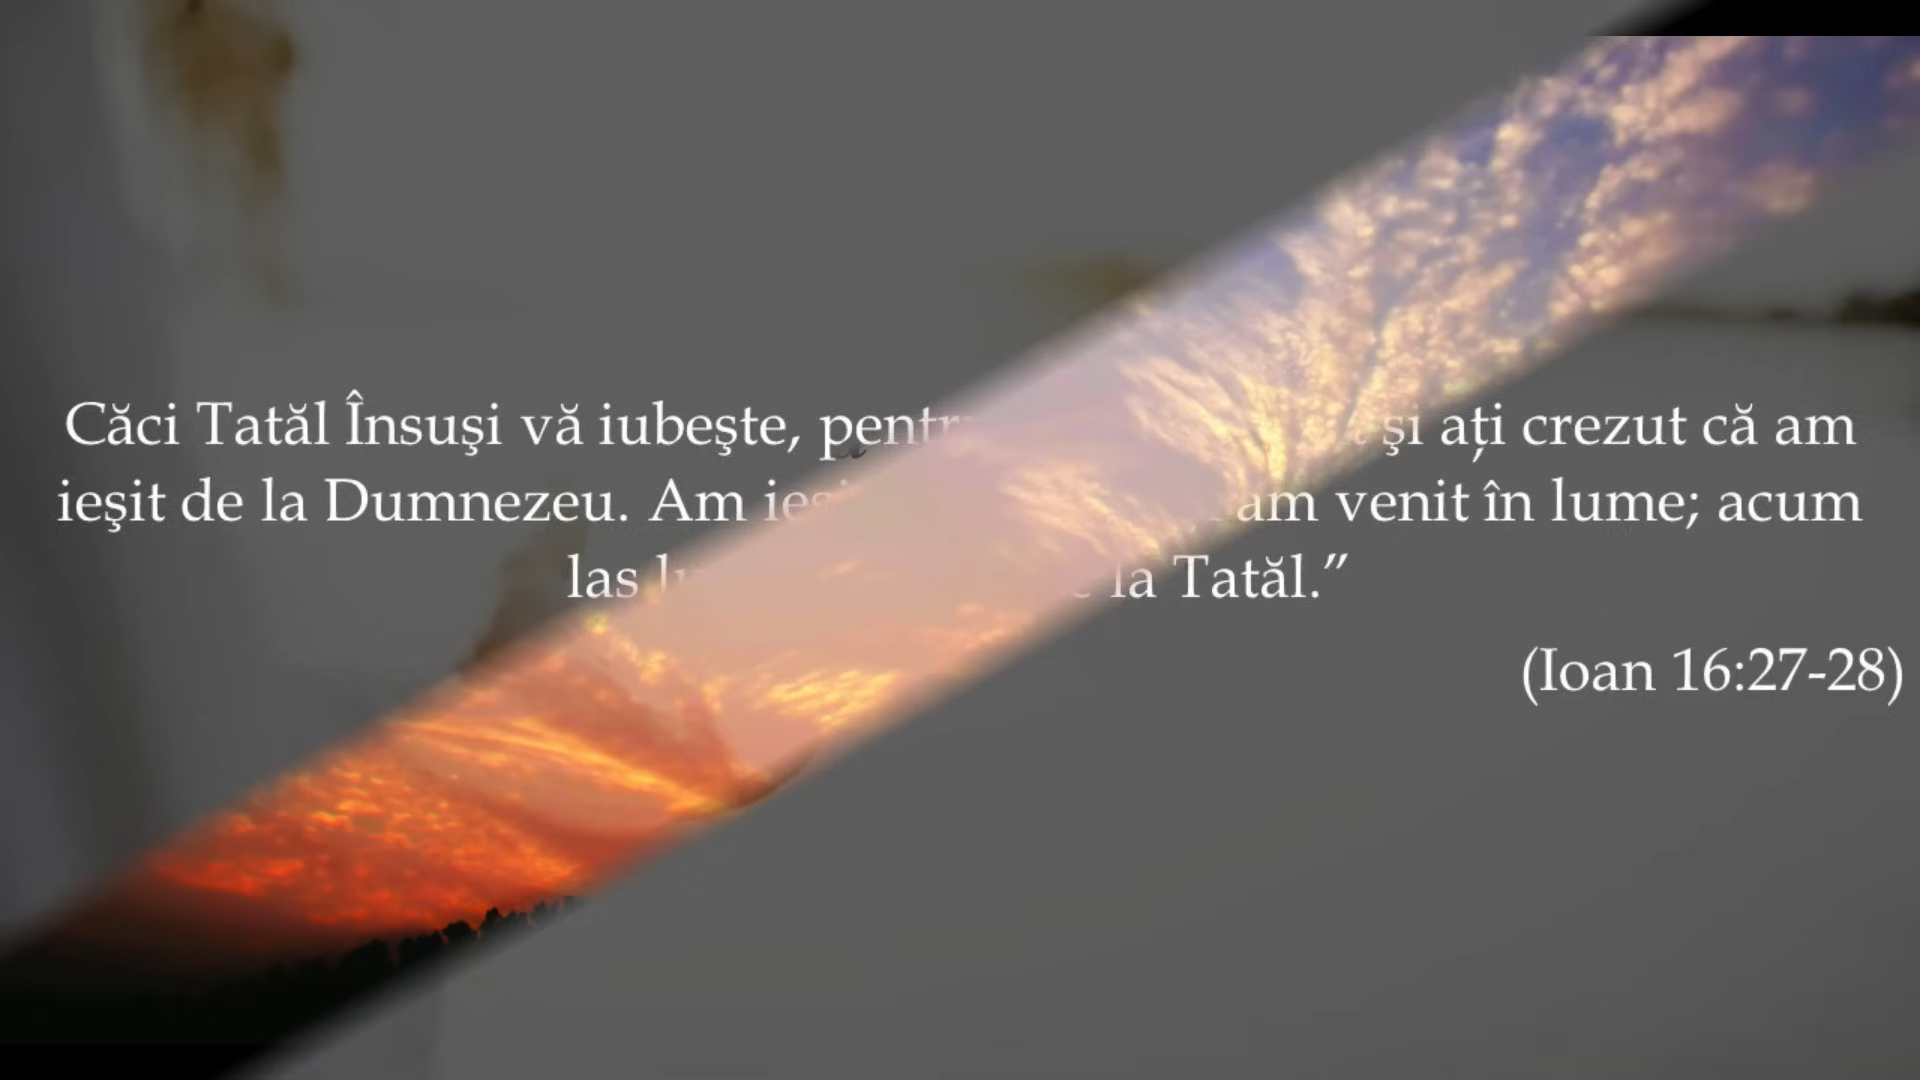 Căci Tatăl Însuşi vă iubeşte, şi aţi crezut că am
ieşit de la Dumnezeu. Am am venit în lume; acum
las la Tatăl.”
(Ioan 16:27-28)